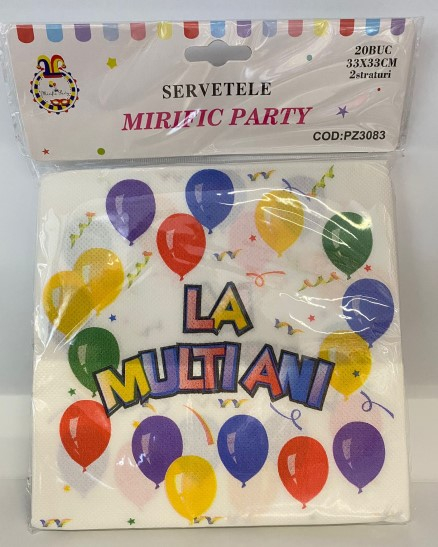 20BUC
33X33CM
2straturi
SERVETELE
MIRIFIC PARTY
COD:PZ3083
LA
MULTI ANI